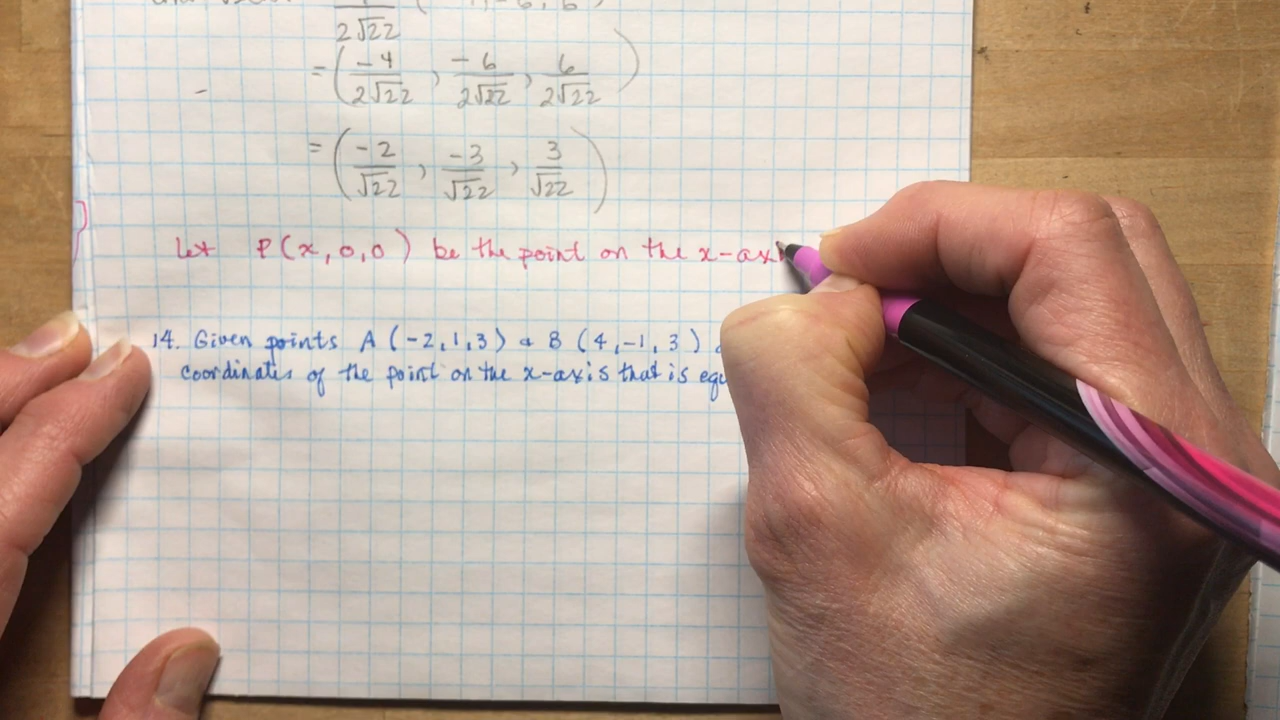 2√22
= (-4/2√22, -6/2√22, 6/2√22)
= (-2/√22, -3/√22, 3/√22)
Let P(x,0,0) be the point on the x-ax
14. Given points A (-2,1,3) & B (4,-1,3)
coordinates of the point on the x-axis that is equ